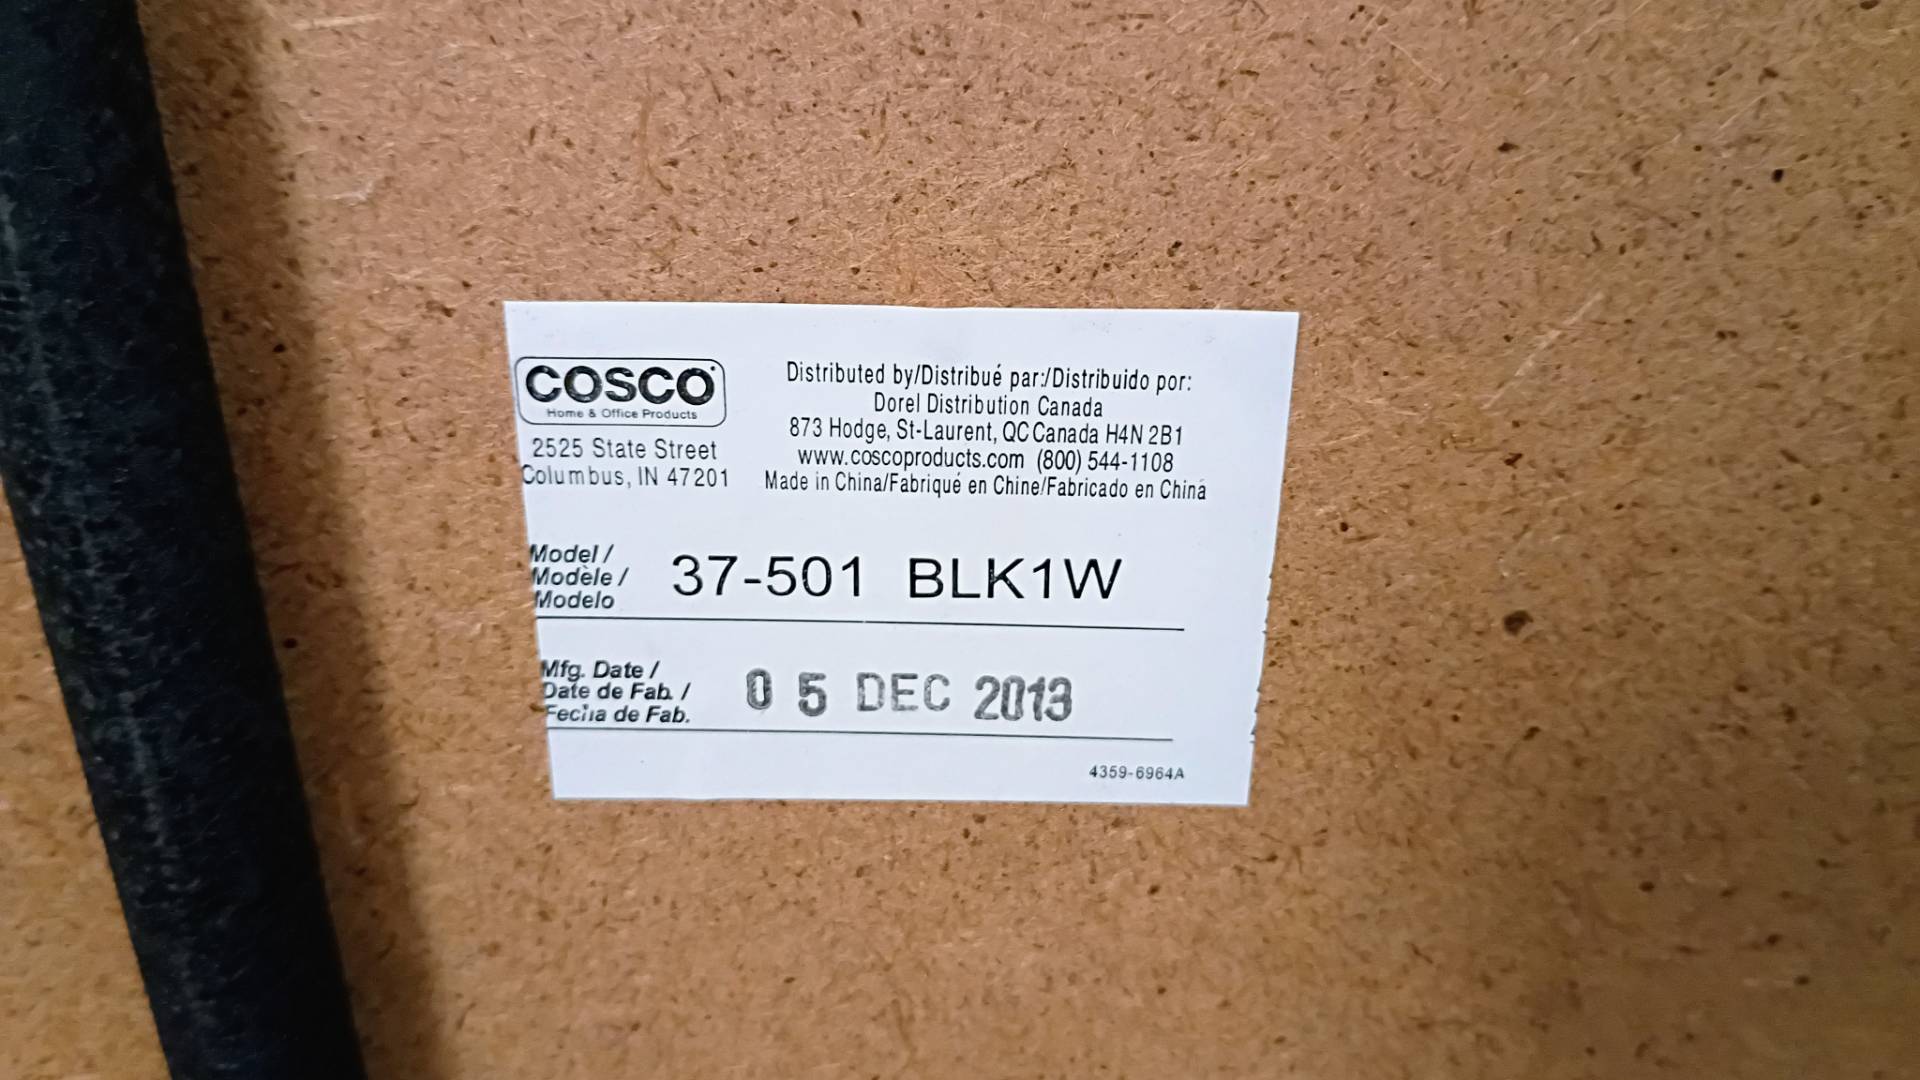 COSCO
Home & Office Products
2525 State Street
Columbus, IN 47201
Distributed by/Distribué par:/Distribuido por:
Dorel Distribution Canada
873 Hodge, St-Laurent, QC Canada H4N 2B1
www.coscoproducts.com (800) 544-1108
Made in China/Fabriqué en Chine/Fabricado en China
Model /
Modèle /
Modelo
37-501 BLK1W
Mfg. Date /
Date de Fab. /
Fecha de Fab.
05 DEC 2013
4359-6964A